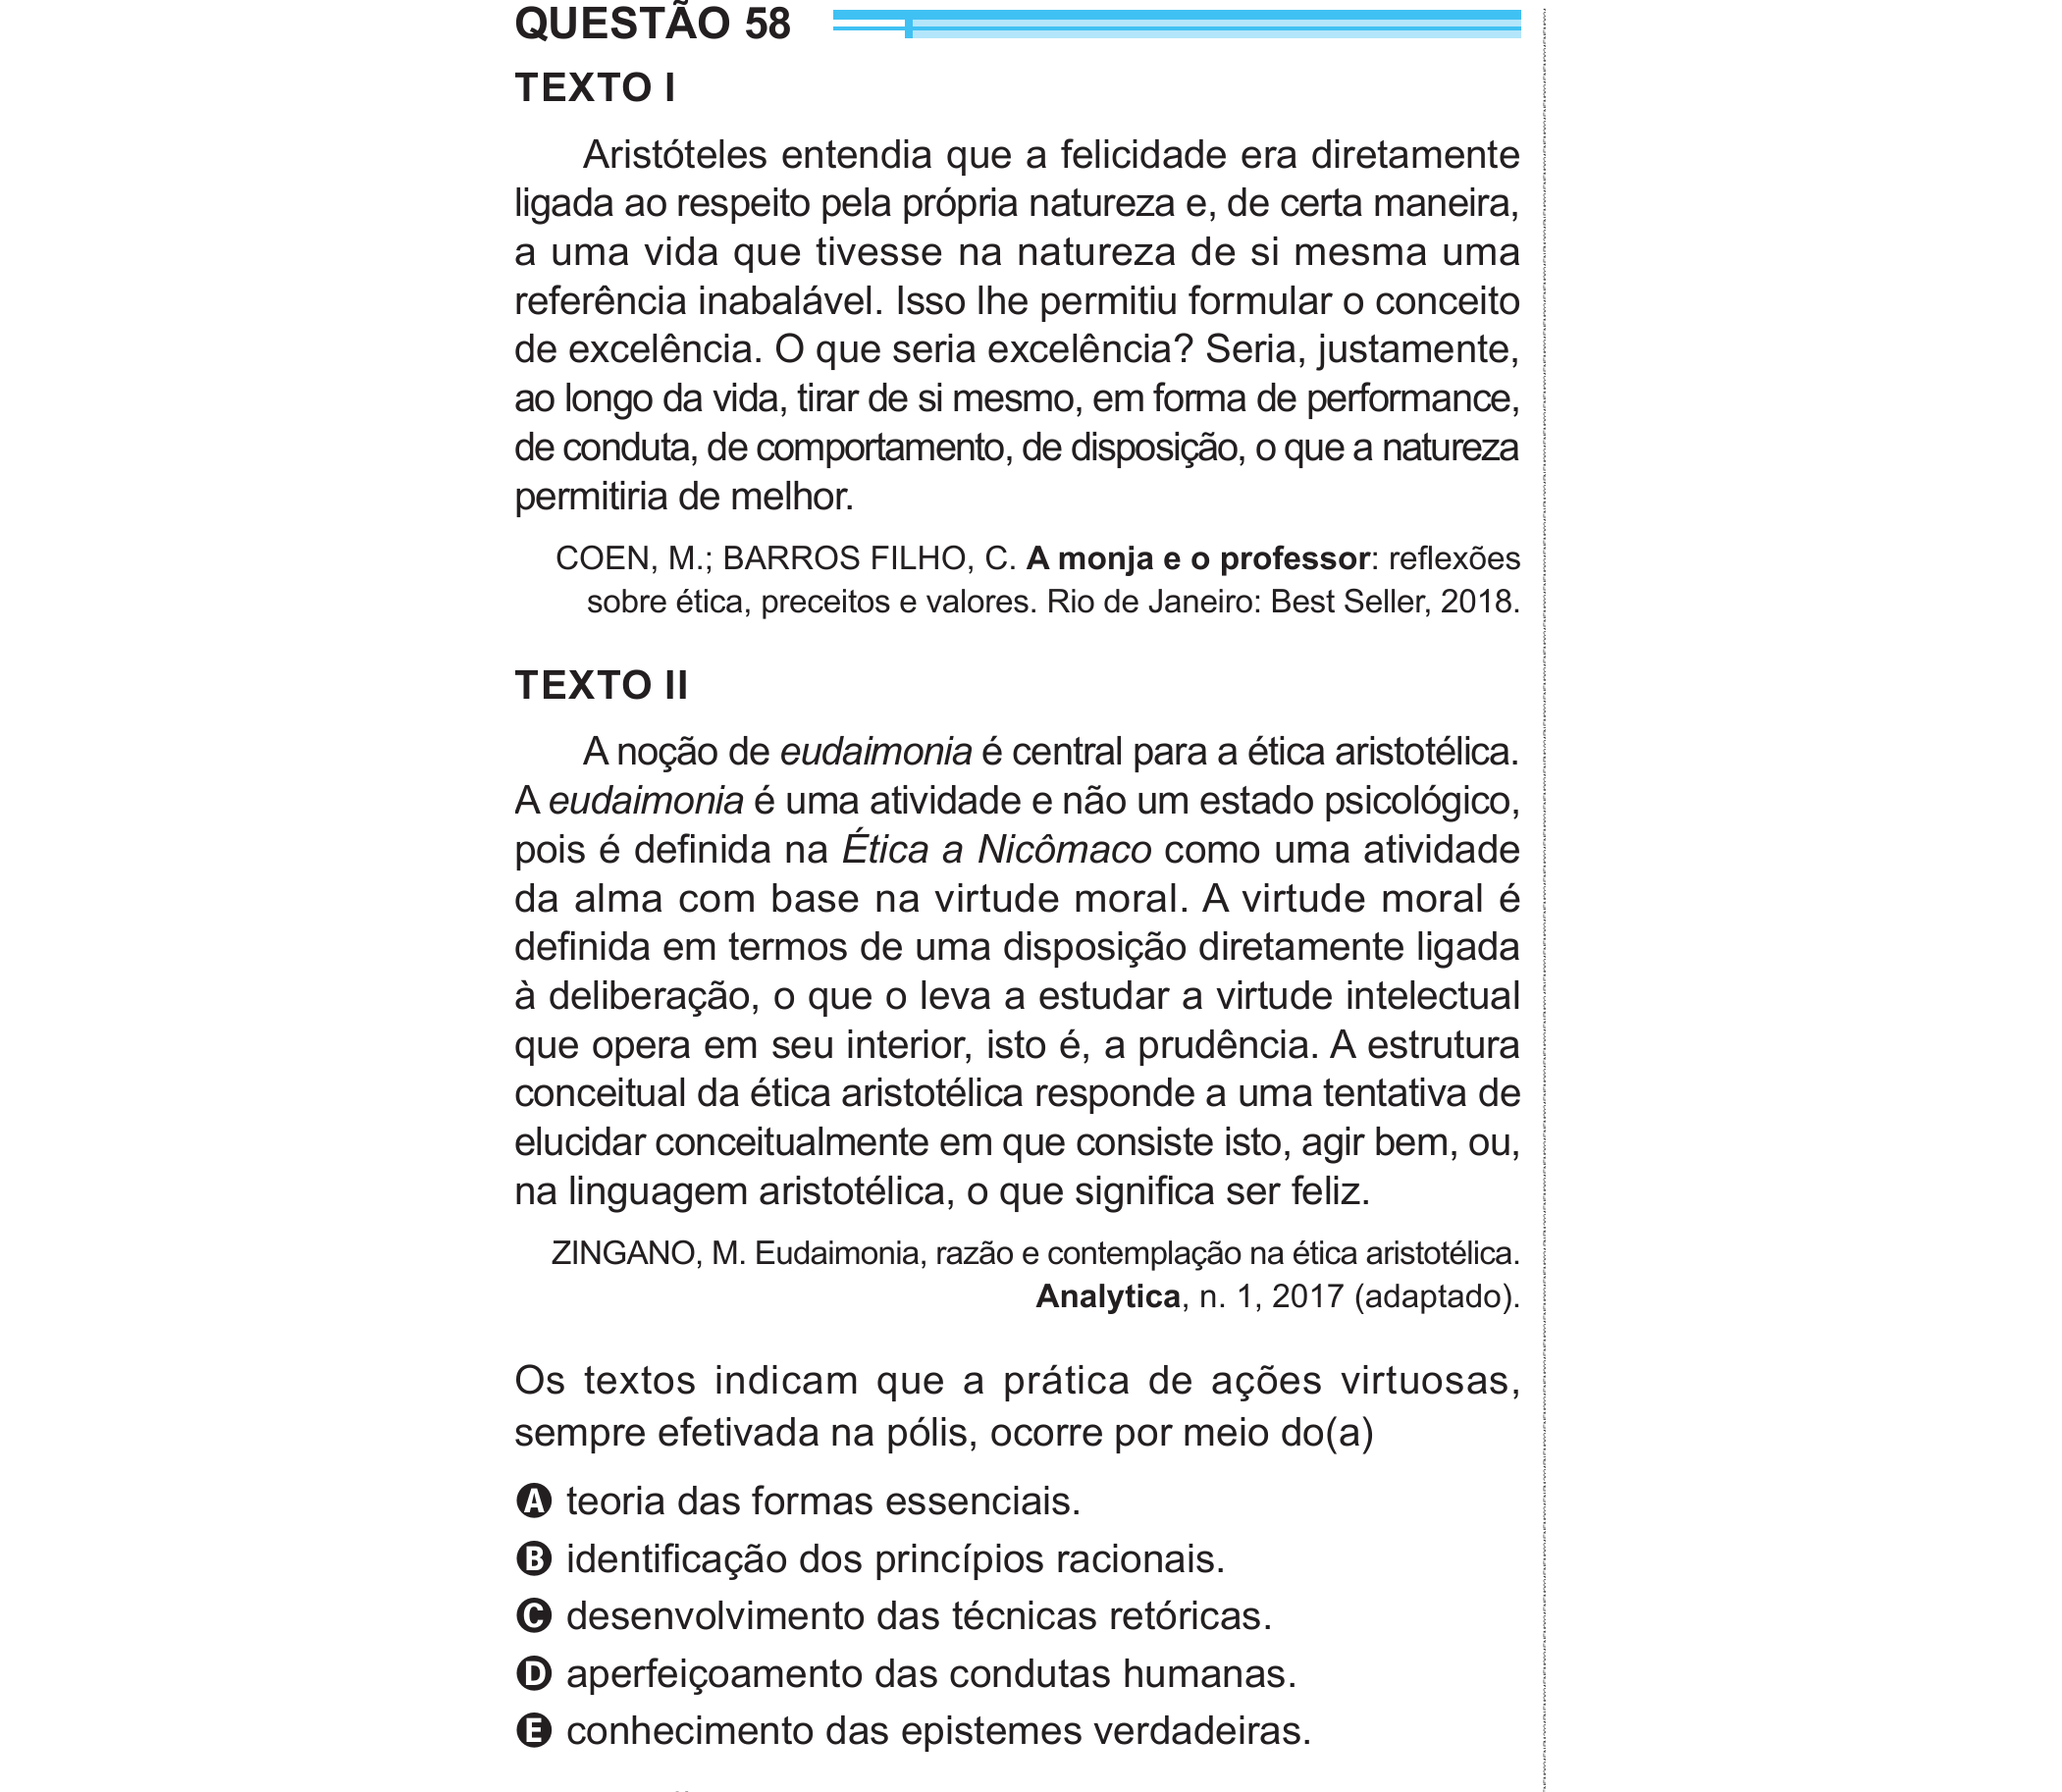 QUESTÃO 58
TEXTO I
Aristóteles entendia que a felicidade era diretamente
ligada ao respeito pela própria natureza e, de certa maneira,
a uma vida que tivesse na natureza de si mesma uma
referência inabalável. Isso lhe permitiu formular o conceito
de excelência. O que seria excelência? Seria, justamente,
ao longo da vida, tirar de si mesmo, em forma de performance,
de conduta, de comportamento, de disposição, o que a natureza
permitiria de melhor.
COEN, M.; BARROS FILHO, C. A monja e o professor: reflexões
sobre ética, preceitos e valores. Rio de Janeiro: Best Seller, 2018.
TEXTO II
A noção de eudaimonia é central para a ética aristotélica.
A eudaimonia é uma atividade e não um estado psicológico,
pois é definida na Ética a Nicômaco como uma atividade
da alma com base na virtude moral. A virtude moral é
definida em termos de uma disposição diretamente ligada
à deliberação, o que o leva a estudar a virtude intelectual
que opera em seu interior, isto é, a prudência. A estrutura
conceitual da ética aristotélica responde a uma tentativa de
elucidar conceitualmente em que consiste isto, agir bem, ou,
na linguagem aristotélica, o que significa ser feliz.
ZINGANO, M. Eudaimonia, razão e contemplação na ética aristotélica.
Analytica, n. 1, 2017 (adaptado).
Os textos indicam que a prática de ações virtuosas,
sempre efetivada na pólis, ocorre por meio do(a)
A teoria das formas essenciais.
B identificação dos princípios racionais.
C desenvolvimento das técnicas retóricas.
D aperfeiçoamento das condutas humanas.
E conhecimento das epistemes verdadeiras.